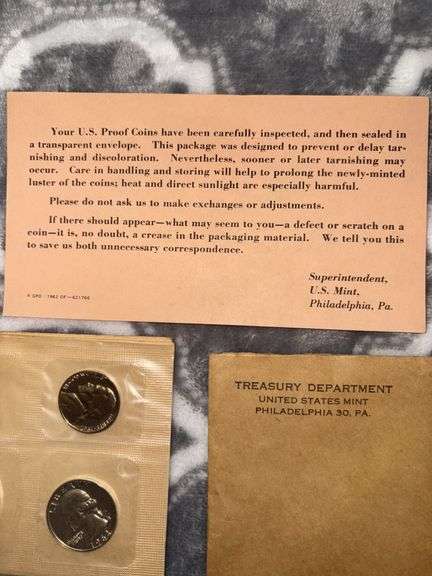 Your U.S. Proof Coins have been carefully inspected, and then sealed in
a transparent envelope. This package was designed to prevent or delay tar-
nishing and discoloration. Nevertheless, sooner or later tarnishing may
occur. Care in handling and storing will help to prolong the newly-minted
luster of the coins; heat and direct sunlight are especially harmful.
Please do not ask us to make exchanges or adjustments.
If there should appear—what may seem to you—a defect or scratch on a
coin—it is, no doubt, a crease in the packaging material. We tell you this
to save us both unnecessary correspondence.
Superintendent,
U.S. Mint,
Philadelphia, Pa.
TREASURY DEPARTMENT
UNITED STATES MINT
PHILADELPHIA 30, PA.